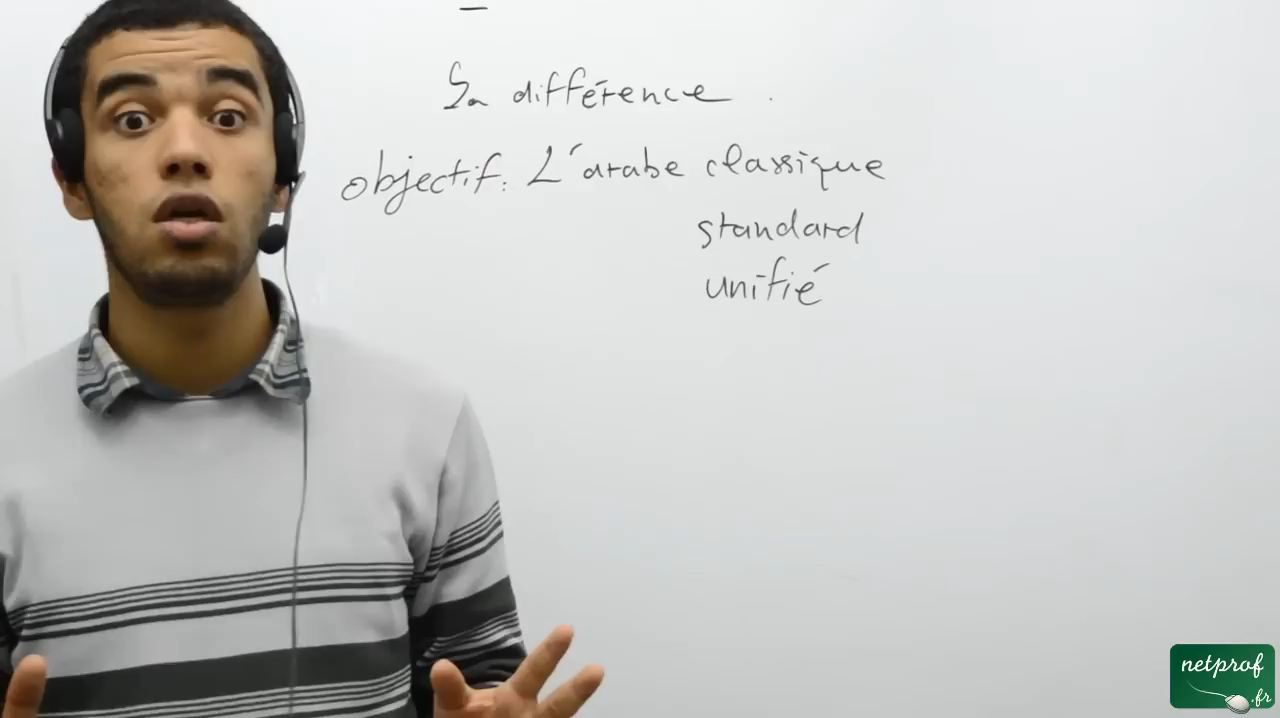 La différence .
objectif: L'arabe classique
standard
unifié
netprof
.fr